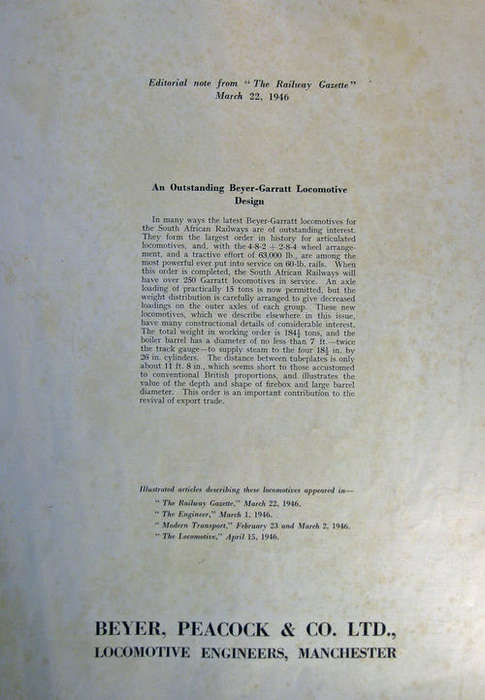 Editorial note from "The Railway Gazette"
March 22, 1946
An Outstanding Beyer-Garratt Locomotive
Design
In many ways the latest Beyer-Garratt locomotives for
the South African Railways are of outstanding interest.
They form the largest order in history for articulated
locomotives, and, with the 4-8-2 + 2-8-4 wheel arrange-
ment, and a tractive effort of 63,000 lb., are among the
most powerful ever put into service on 60-lb. rails. When
this order is completed, the South African Railways will
have over 250 Garratt locomotives in service. An axle
loading of practically 15 tons is now permitted, but the
weight distribution is carefully arranged to give decreased
loadings on the outer axles of each group. These new
locomotives, which we describe elsewhere in this issue,
have many constructional details of considerable interest.
The total weight in working order is 184½ tons, and the
boiler barrel has a diameter of no less than 7 ft.—twice
the track gauge—to supply steam to the four 18½ in. by
26 in. cylinders. The distance between tubeplates is only
about 11 ft. 8 in., which seems short to those accustomed
to conventional British proportions, and illustrates the
value of the depth and shape of firebox and large barrel
diameter. This order is an important contribution to the
revival of export trade.
Illustrated articles describing these locomotives appeared in—
"The Railway Gazette," March 22, 1946.
"The Engineer," March 1, 1946.
"Modern Transport," February 23 and March 2, 1946.
"The Locomotive," April 15, 1946.
BEYER, PEACOCK & CO. LTD.,
LOCOMOTIVE ENGINEERS, MANCHESTER